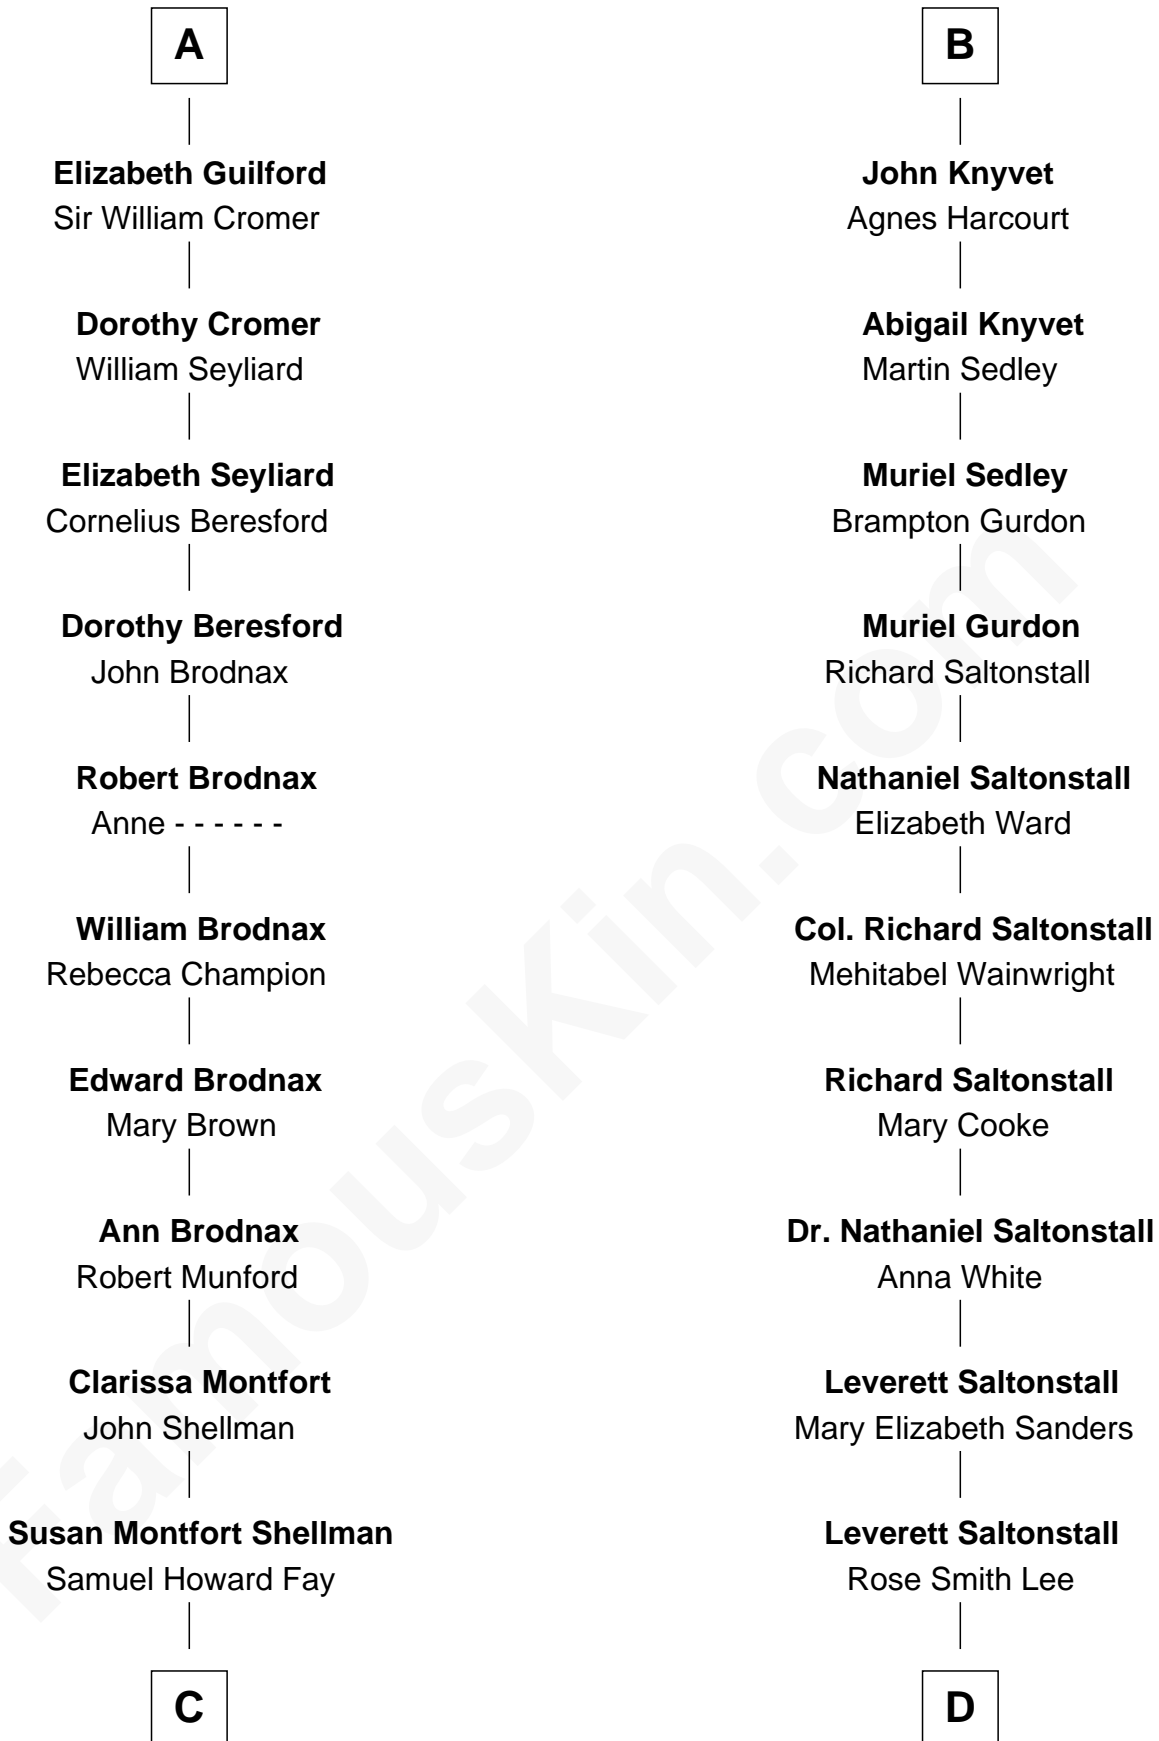 A
Elizabeth Guilford
Sir William Cromer
Dorothy Cromer
William Seyliard
Elizabeth Seyliard
Cornelius Beresford
Dorothy Beresford
John Brodnax
Robert Brodnax
Anne - - - - - -
William Brodnax
Rebecca Champion
Edward Brodnax
Mary Brown
Ann Brodnax
Robert Munford
Clarissa Montfort
John Shellman
Susan Montfort Shellman
Samuel Howard Fay
C
B
John Knyvet
Agnes Harcourt
Abigail Knyvet
Martin Sedley
Muriel Sedley
Brampton Gurdon
Muriel Gurdon
Richard Saltonstall
Nathaniel Saltonstall
Elizabeth Ward
Col. Richard Saltonstall
Mehitabel Wainwright
Richard Saltonstall
Mary Cooke
Dr. Nathaniel Saltonstall
Anna White
Leverett Saltonstall
Mary Elizabeth Sanders
Leverett Saltonstall
Rose Smith Lee
D
famouskin.com